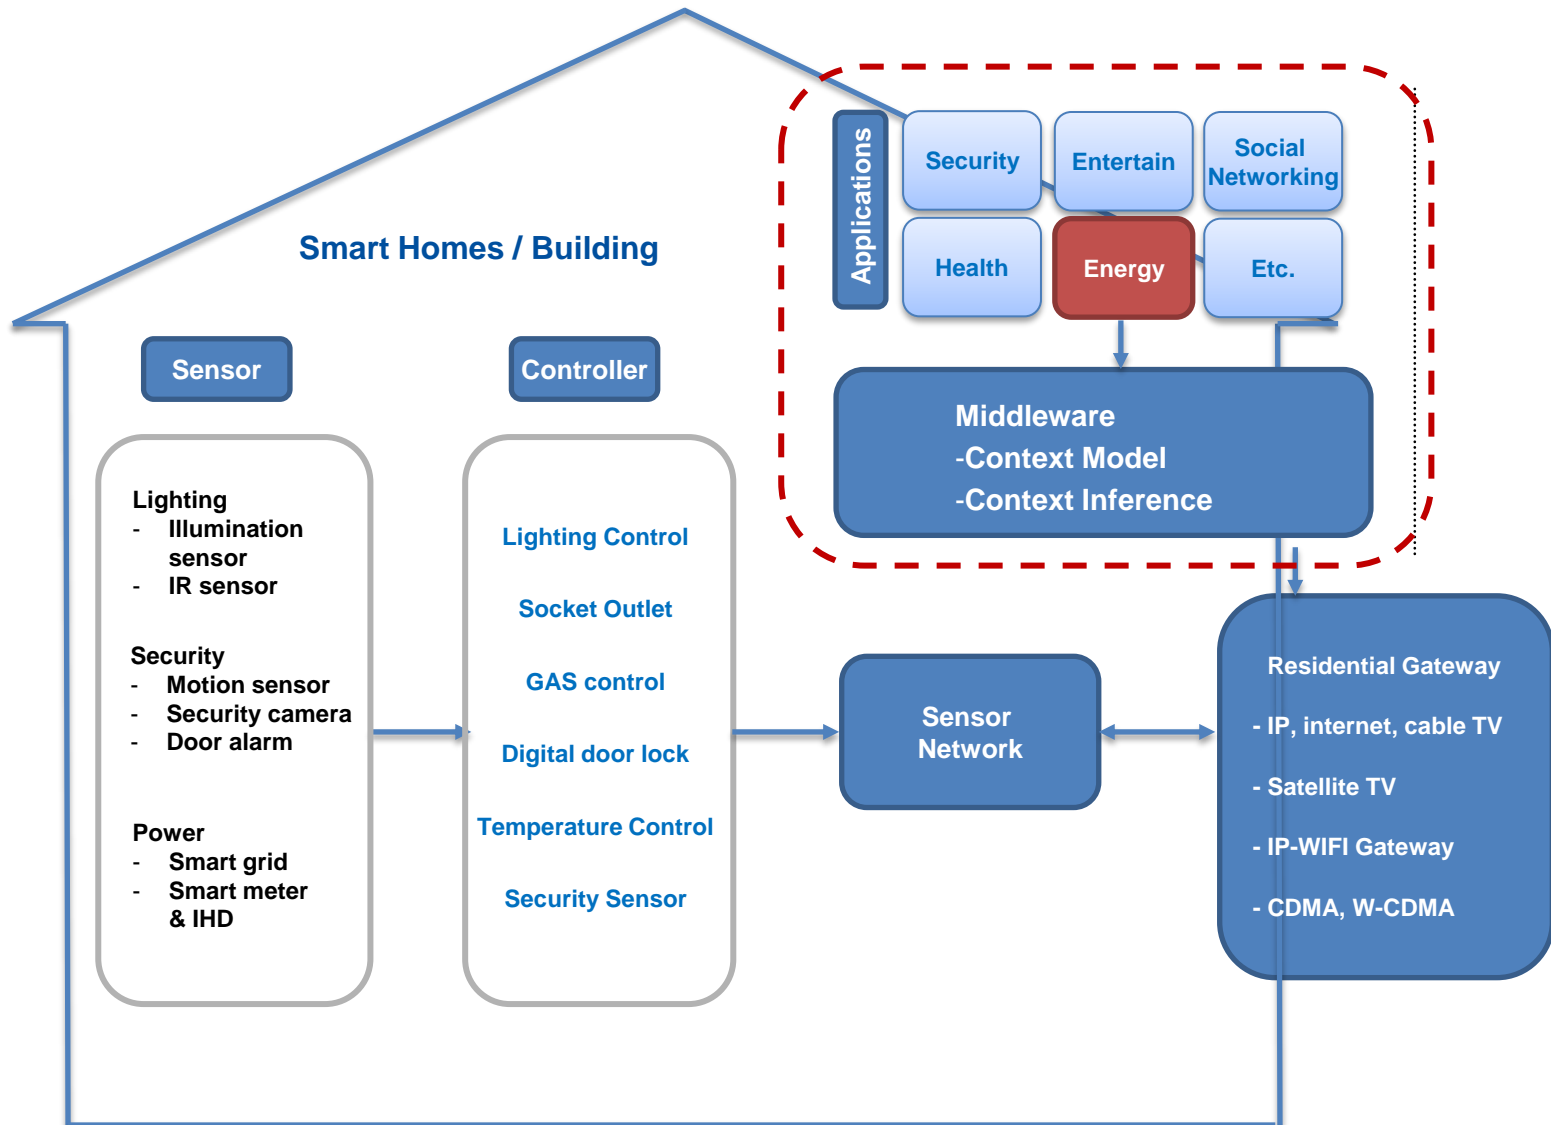 Applications
Security
Entertain
Social
Networking
Health
Energy
Etc.
Smart Homes / Building
Sensor
Controller
Middleware
-Context Model
-Context Inference
Lighting
- Illumination
sensor
- IR sensor
Security
- Motion sensor
- Security camera
- Door alarm
Power
- Smart grid
- Smart meter
& IHD
Lighting Control
Socket Outlet
GAS control
Digital door lock
Temperature Control
Security Sensor
Sensor
Network
Residential Gateway
- IP, internet, cable TV
- Satellite TV
- IP-WIFI Gateway
- CDMA, W-CDMA